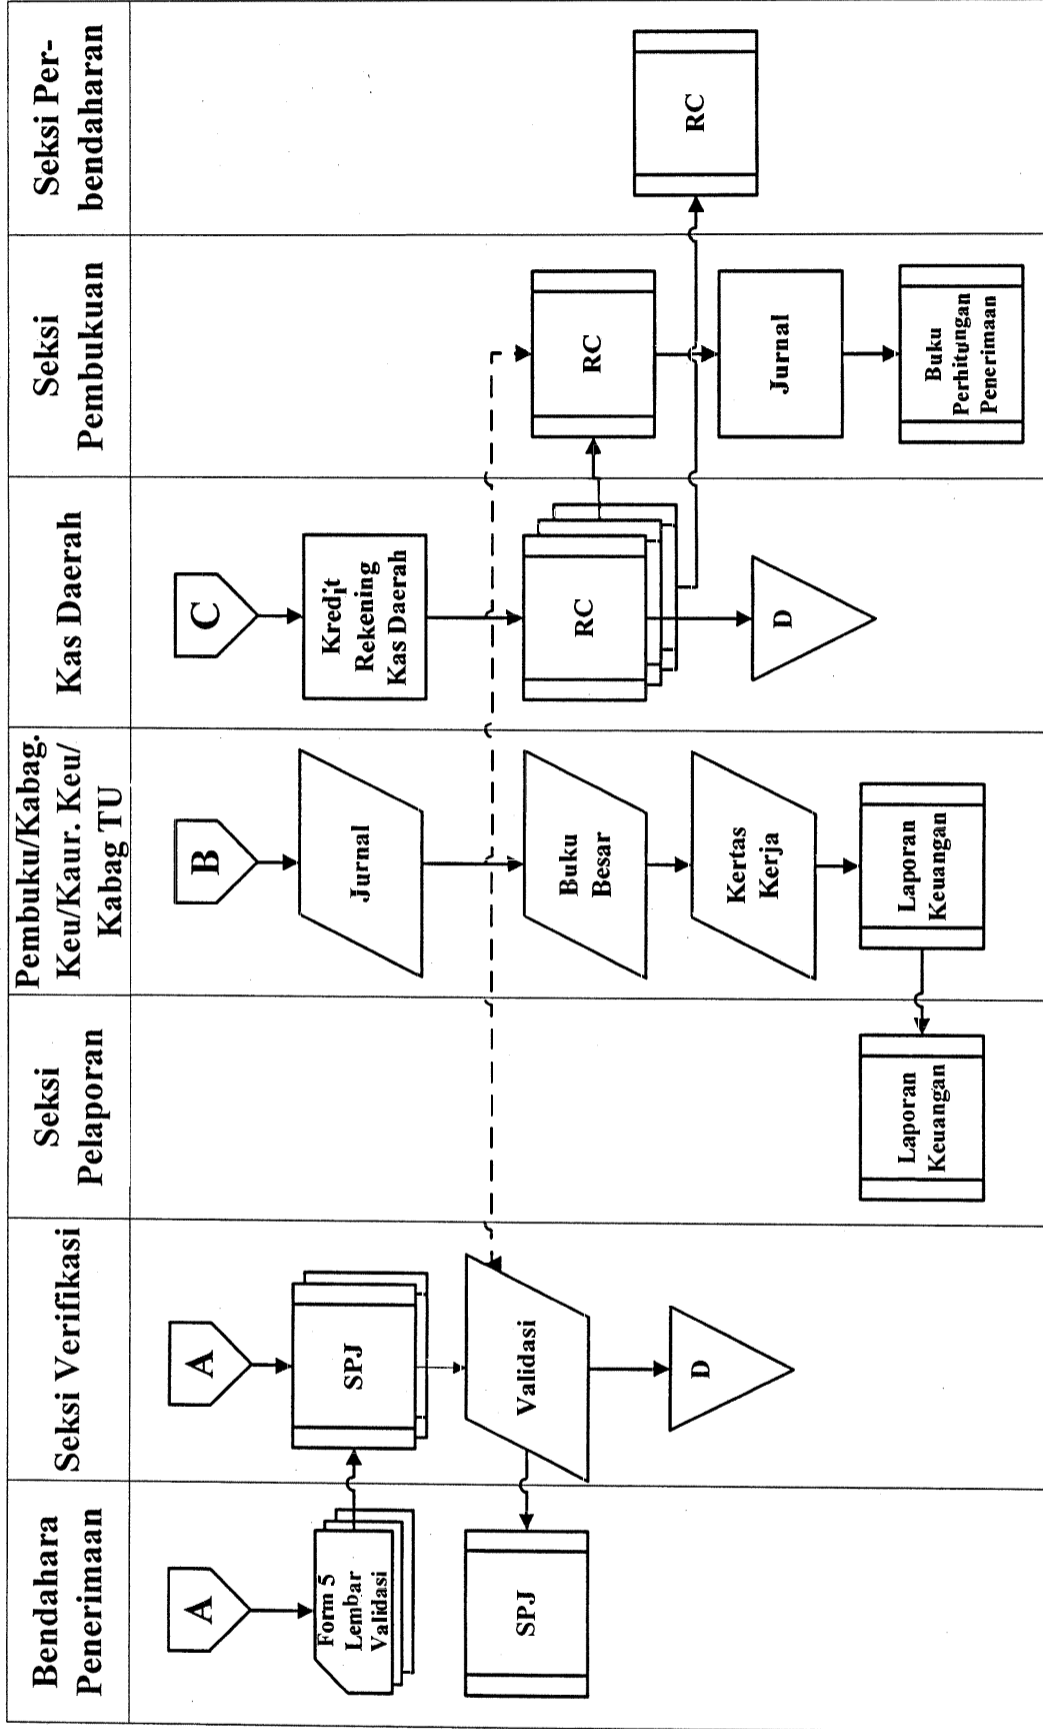 Bendahara
Penerimaan
Seksi Verifikasi
Seksi
Pelaporan
Pembuku/Kabag.
Keu/Kaur. Keu/
Kabag TU
Kas Daerah
Seksi
Pembukuan
Seksi Per-
bendaharan
A
Form 5
Lembar
Validasi
SPJ
A
SPJ
Validasi
D
Laporan
Keuangan
B
Jurnal
Buku
Besar
Kertas
Kerja
Laporan
Keuangan
C
Kredit
Rekening
Kas Daerah
RC
D
RC
Jurnal
Buku
Perhitungan
Penerimaan
RC